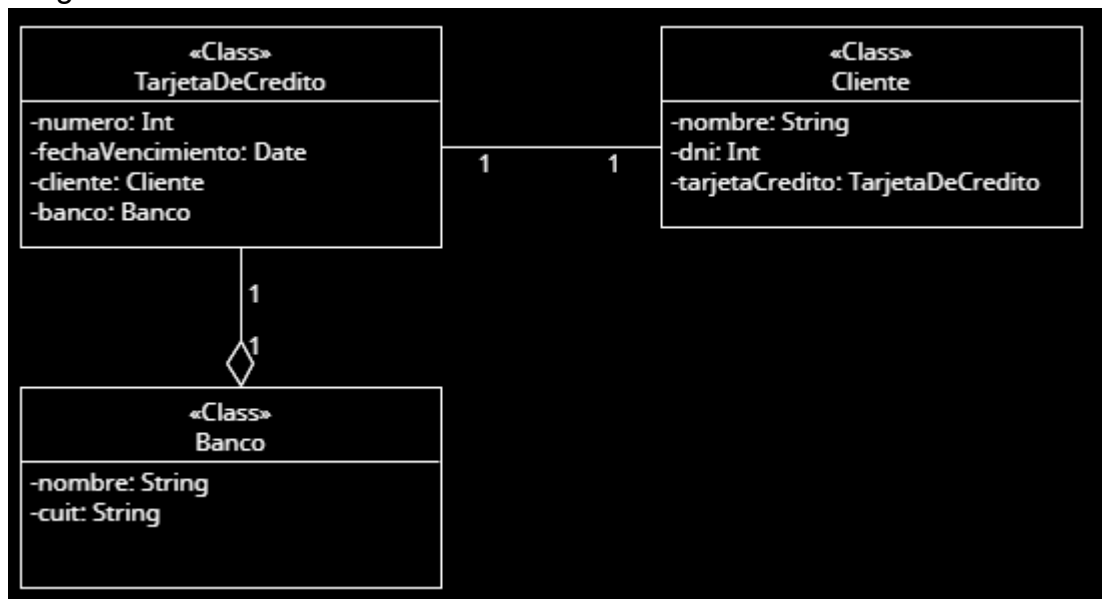 «Class»
TarjetaDeCredito
-numero: Int
-fechaVencimiento: Date
-cliente: Cliente
-banco: Banco
1
1
«Class»
Cliente
-nombre: String
-dni: Int
-tarjetaCredito: TarjetaDeCredito
1
1
«Class»
Banco
-nombre: String
-cuit: String